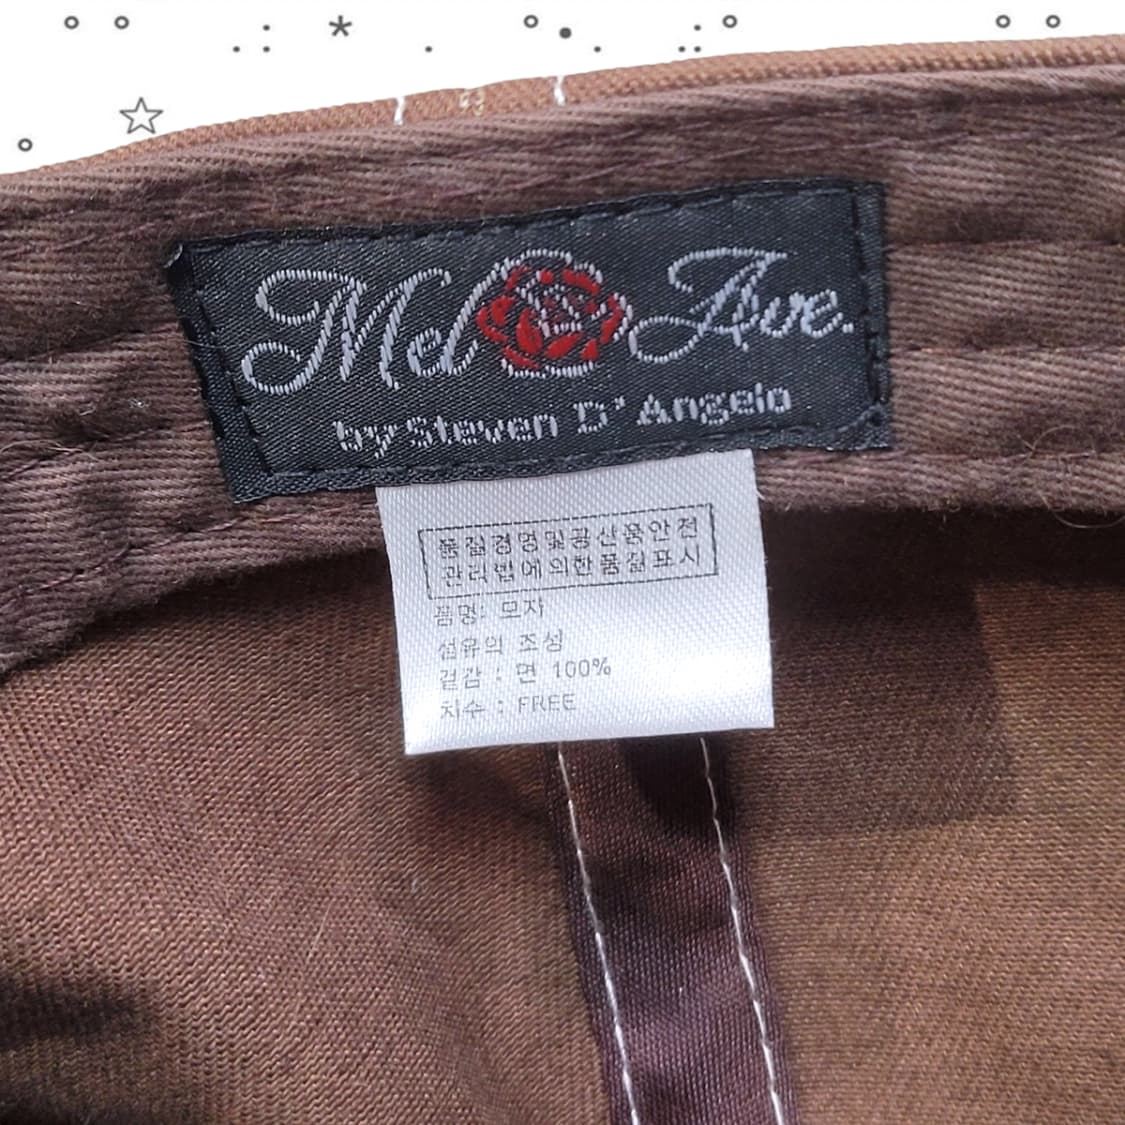 Mel Ave.
by Steven D'Angelo
품질경영및공산품안전
관리법에의한품질표시
품명: 모자
섬유의 조성
겉감 : 면 100%
치수 : FREE